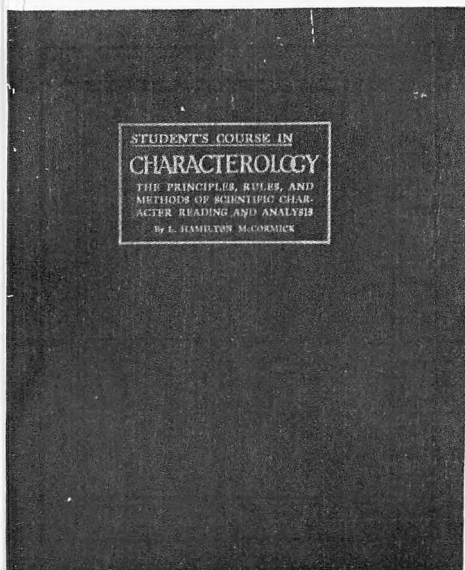 STUDENT'S COURSE IN
CHARACTEROLOGY
THE PRINCIPLES, RULES, AND
METHODS OF SCIENTIFIC CHAR-
ACTER READING AND ANALYSIS
By L. HAMILTON McCORMICK